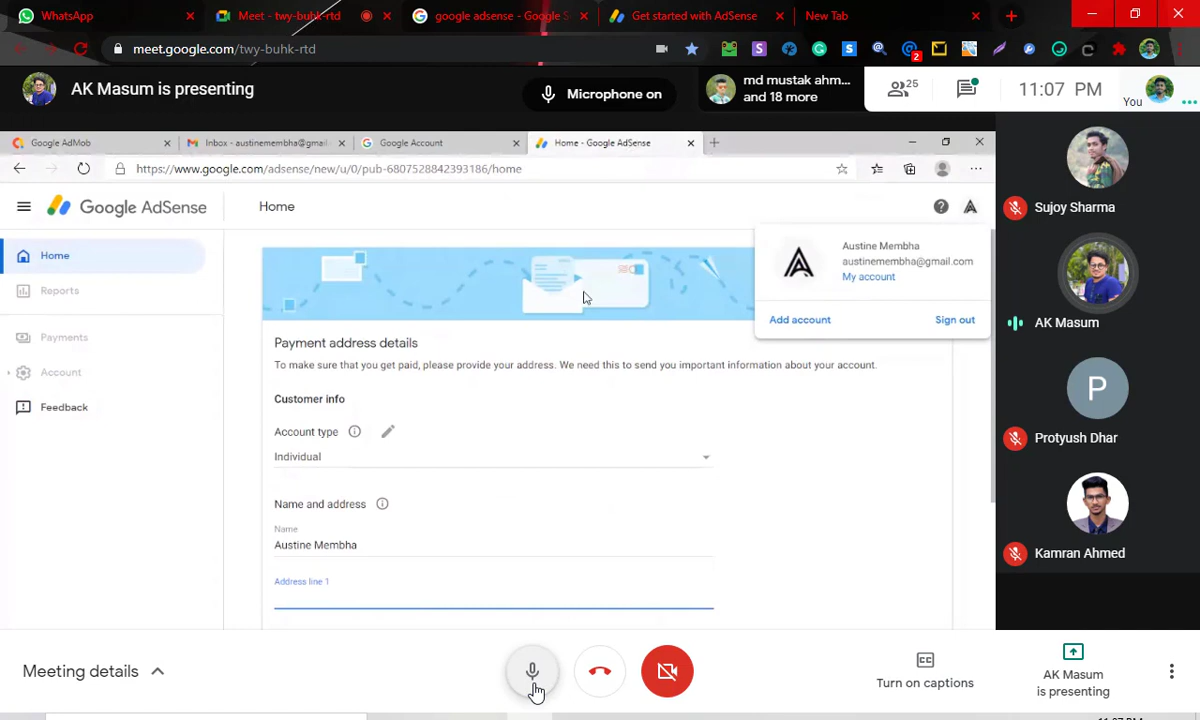 WhatsApp
Meet - twy-buhk-rtd
google adsense - Google S
Get started with AdSense
New Tab
meet.google.com/twy-buhk-rtd
2
AK Masum is presenting
Microphone on
md mustak ahm...
and 18 more
25
11:07 PM
You
Google AdMob
Inbox - austinemembha@gmail
Google Account
Home - Google AdSense
https://www.google.com/adsense/new/u/0/pub-6807528842393186/home
Google AdSense
Home
Home
Reports
Payments
Account
Feedback
Austine Membha
austinemembha@gmail.com
My account
Add account
Sign out
Payment address details
To make sure that you get paid, please provide your address. We need this to send you important information about your account.
Customer info
Account type
Individual
Name and address
Name
Austine Membha
Address line 1
Sujoy Sharma
AK Masum
P
Protyush Dhar
Kamran Ahmed
Meeting details
Turn on captions
AK Masum
is presenting